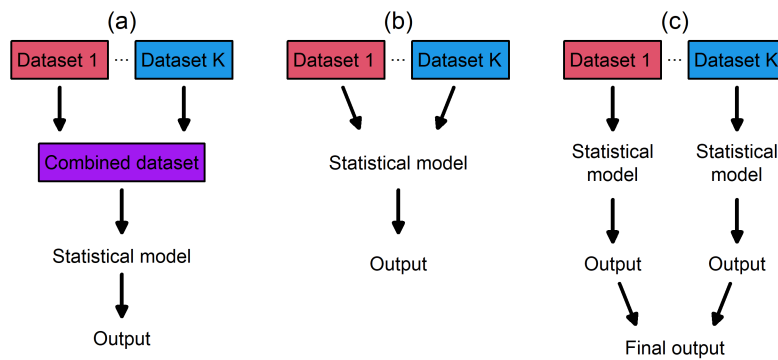 (a)
Dataset 1 ... Dataset K
Combined dataset
Statistical model
Output
(b)
Dataset 1 ... Dataset K
Statistical model
Output
(c)
Dataset 1 ... Dataset K
Statistical
model
Statistical
model
Output
Output
Final output